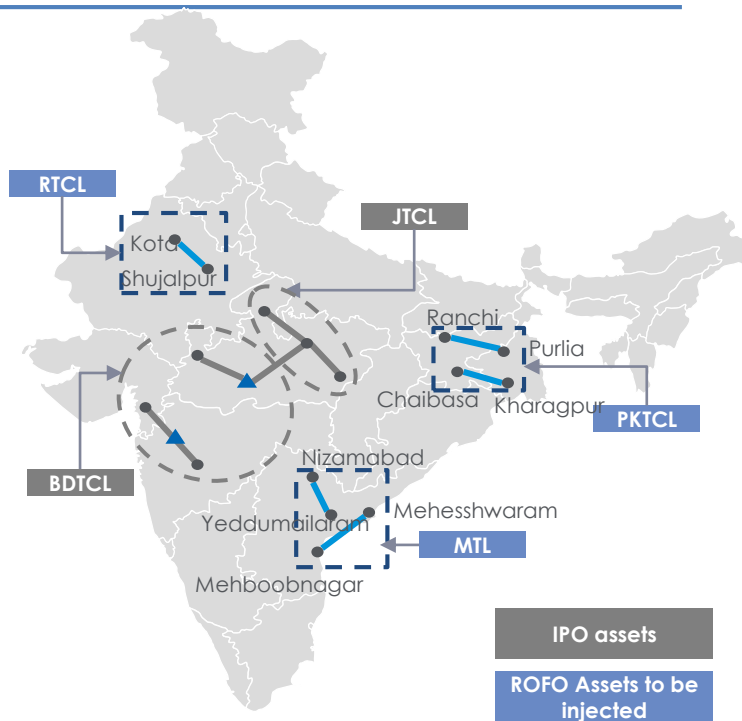 RTCL
JTCL
Kota
Shujalpur
Ranchi
Purlia
Chaibasa
Kharagpur
PKTCL
BDTCL
Nizamabad
Yeddumailaram
Mehesshwaram
MTL
Mehboobnagar
IPO assets
ROFO Assets to be
injected